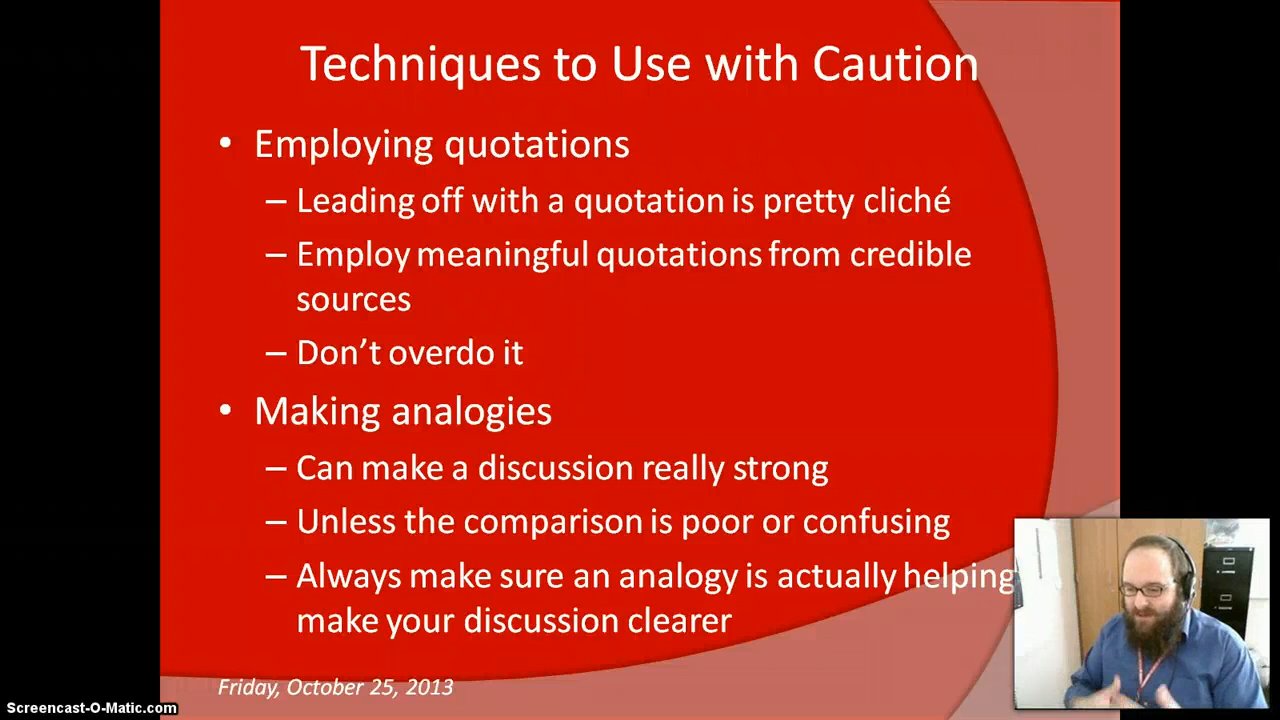 Techniques to Use with Caution
• Employing quotations
– Leading off with a quotation is pretty cliché
– Employ meaningful quotations from credible
sources
– Don’t overdo it
• Making analogies
– Can make a discussion really strong
– Unless the comparison is poor or confusing
– Always make sure an analogy is actually helping
make your discussion clearer
Friday, October 25, 2013
Screencast-O-Matic.com